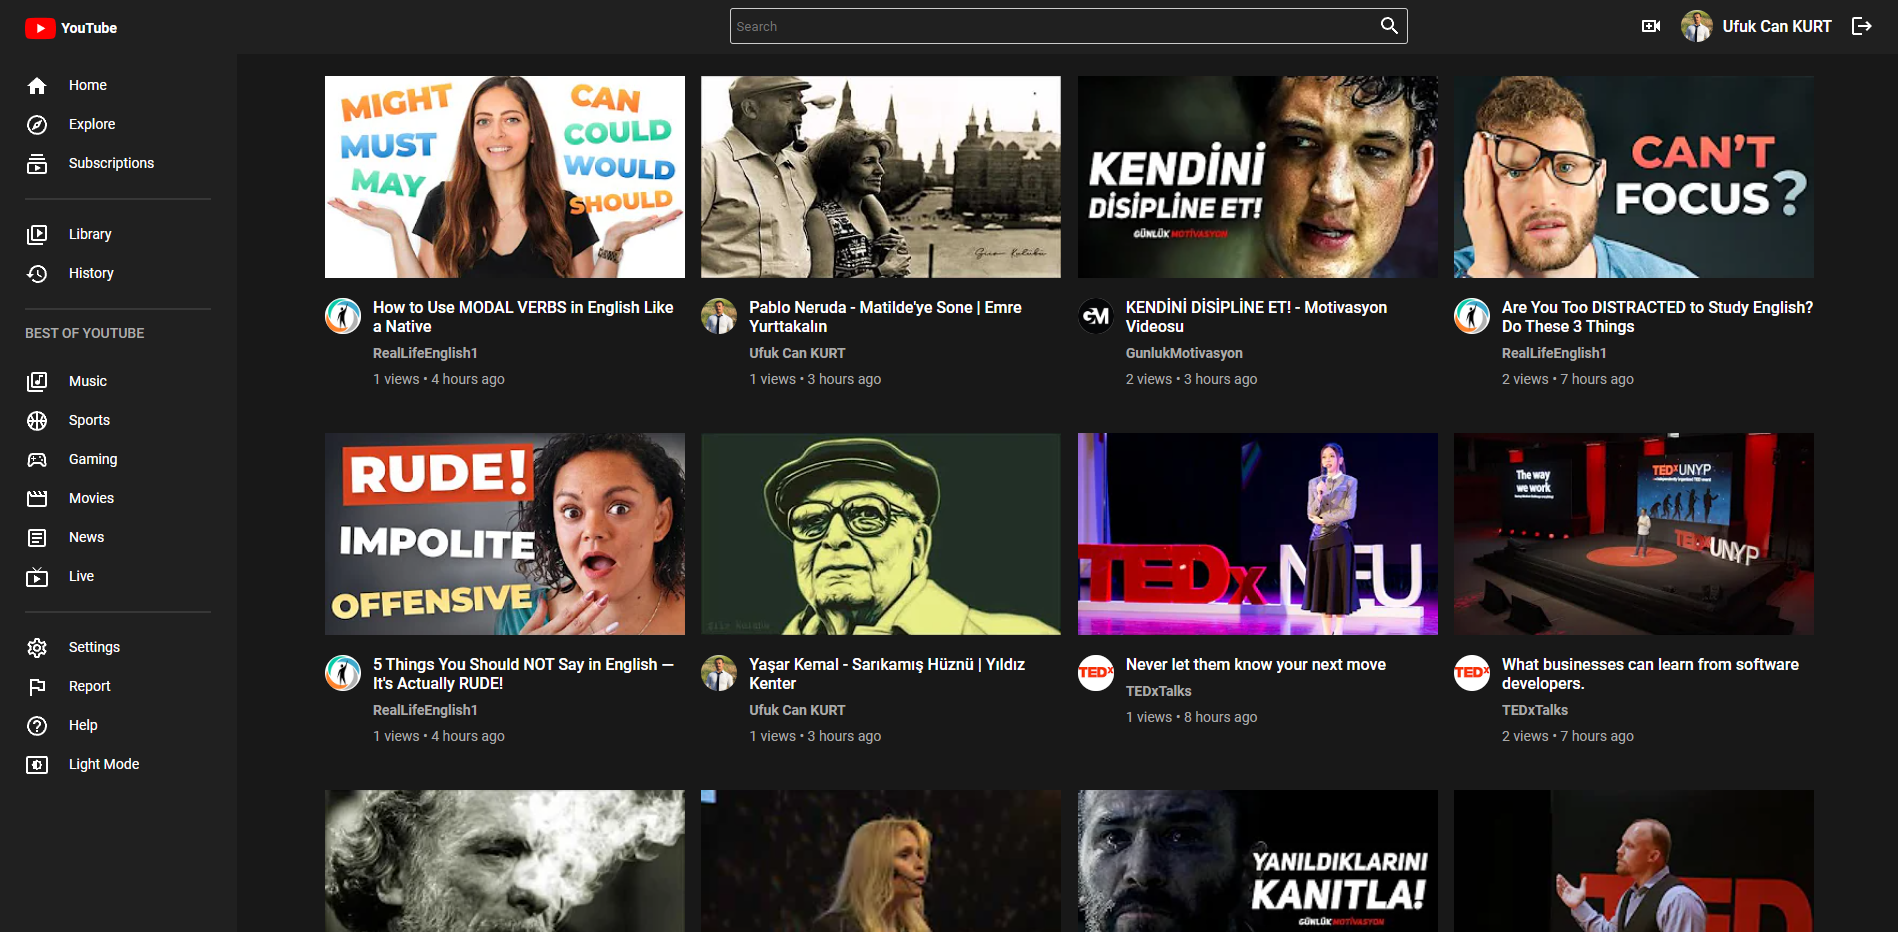 YouTube
Search
Ufuk Can KURT
Home
Explore
Subscriptions
Library
History
BEST OF YOUTUBE
Music
Sports
Gaming
Movies
News
Live
Settings
Report
Help
Light Mode
MIGHT
MUST
MAY
CAN
COULD
WOULD
SHOULD
How to Use MODAL VERBS in English Like
a Native
RealLifeEnglish1
1 views • 4 hours ago
Pablo Neruda - Matilde'ye Sone | Emre
Yurttakalın
Ufuk Can KURT
1 views • 3 hours ago
KENDİNİ
DİSİPLİNE ET!
GÜNLÜK MOTİVASYON
GM
KENDİNİ DİSİPLİNE ET! - Motivasyon
Videosu
GunlukMotivasyon
2 views • 3 hours ago
CAN'T
FOCUS?
Are You Too DISTRACTED to Study English?
Do These 3 Things
RealLifeEnglish1
2 views • 7 hours ago
RUDE!
IMPOLITE
OFFENSIVE
5 Things You Should NOT Say in English —
It's Actually RUDE!
RealLifeEnglish1
1 views • 4 hours ago
Yaşar Kemal - Sarıkamış Hüznü | Yıldız
Kenter
Ufuk Can KURT
1 views • 3 hours ago
TEDx NEU
TEDx
Never let them know your next move
TEDxTalks
1 views • 8 hours ago
The way
we work
TEDxUNYP
TEDxUNYP
TEDx
What businesses can learn from software
developers.
TEDxTalks
2 views • 7 hours ago
YANILDIKLARINI
KANITLA!
GÜNLÜK MOTİVASYON
TED